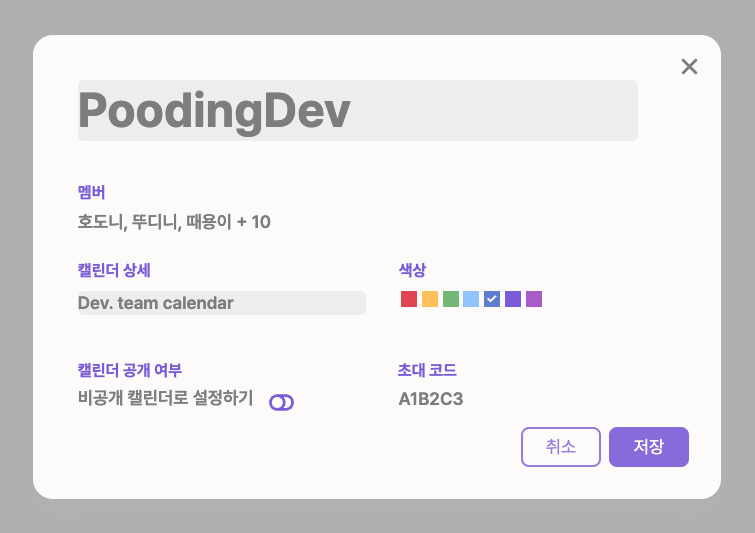 PoodingDev
멤버
호도니, 뚜디니, 때용이 + 10
캘린더 상세
색상
Dev. team calendar
캘린더 공개 여부
초대 코드
비공개 캘린더로 설정하기
A1B2C3
취소
저장